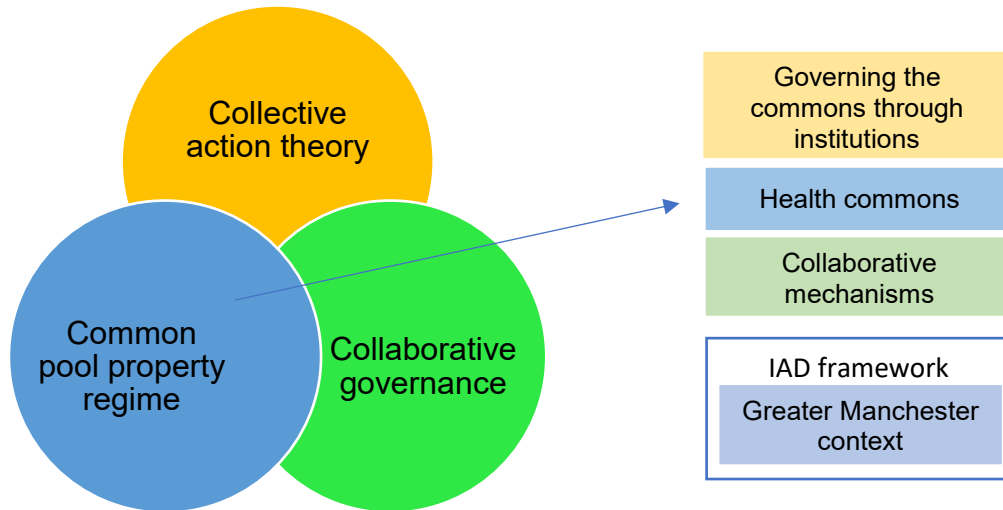 Collective
action theory
Common
pool property
regime
Collaborative
governance
Governing the
commons through
institutions
Health commons
Collaborative
mechanisms
IAD framework
Greater Manchester
context